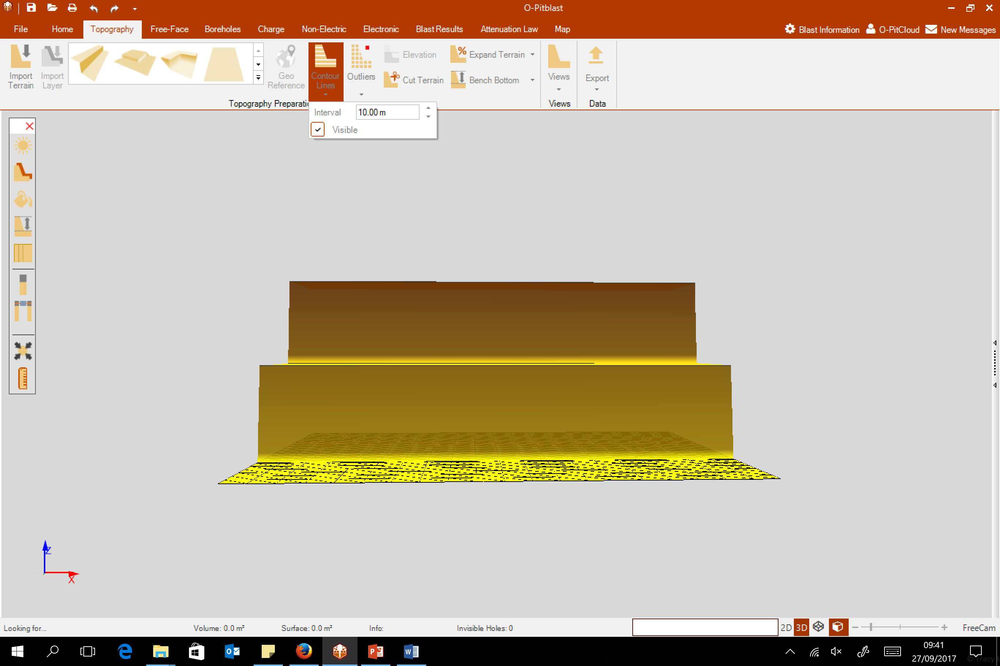 O-Pitblast
File Home Topography Free-Face Boreholes Charge Non-Electric Electronic Blast Results Attenuation Law Map Blast Information O-PitCloud New Messages
Import Terrain
Import Layer
Geo Reference
Contour Lines
Outliers
Elevation
Cut Terrain
% Expand Terrain
Bench Bottom
Views
Export
Topography Preparatio
Views
Data
Interval 10.00 m
Visible
Z
X
Looking for... Volume: 0.0 m³ Surface: 0.0 m² Info: Invisible Holes: 0 2D 3D FreeCam
09:41
27/09/2017
© Tracy